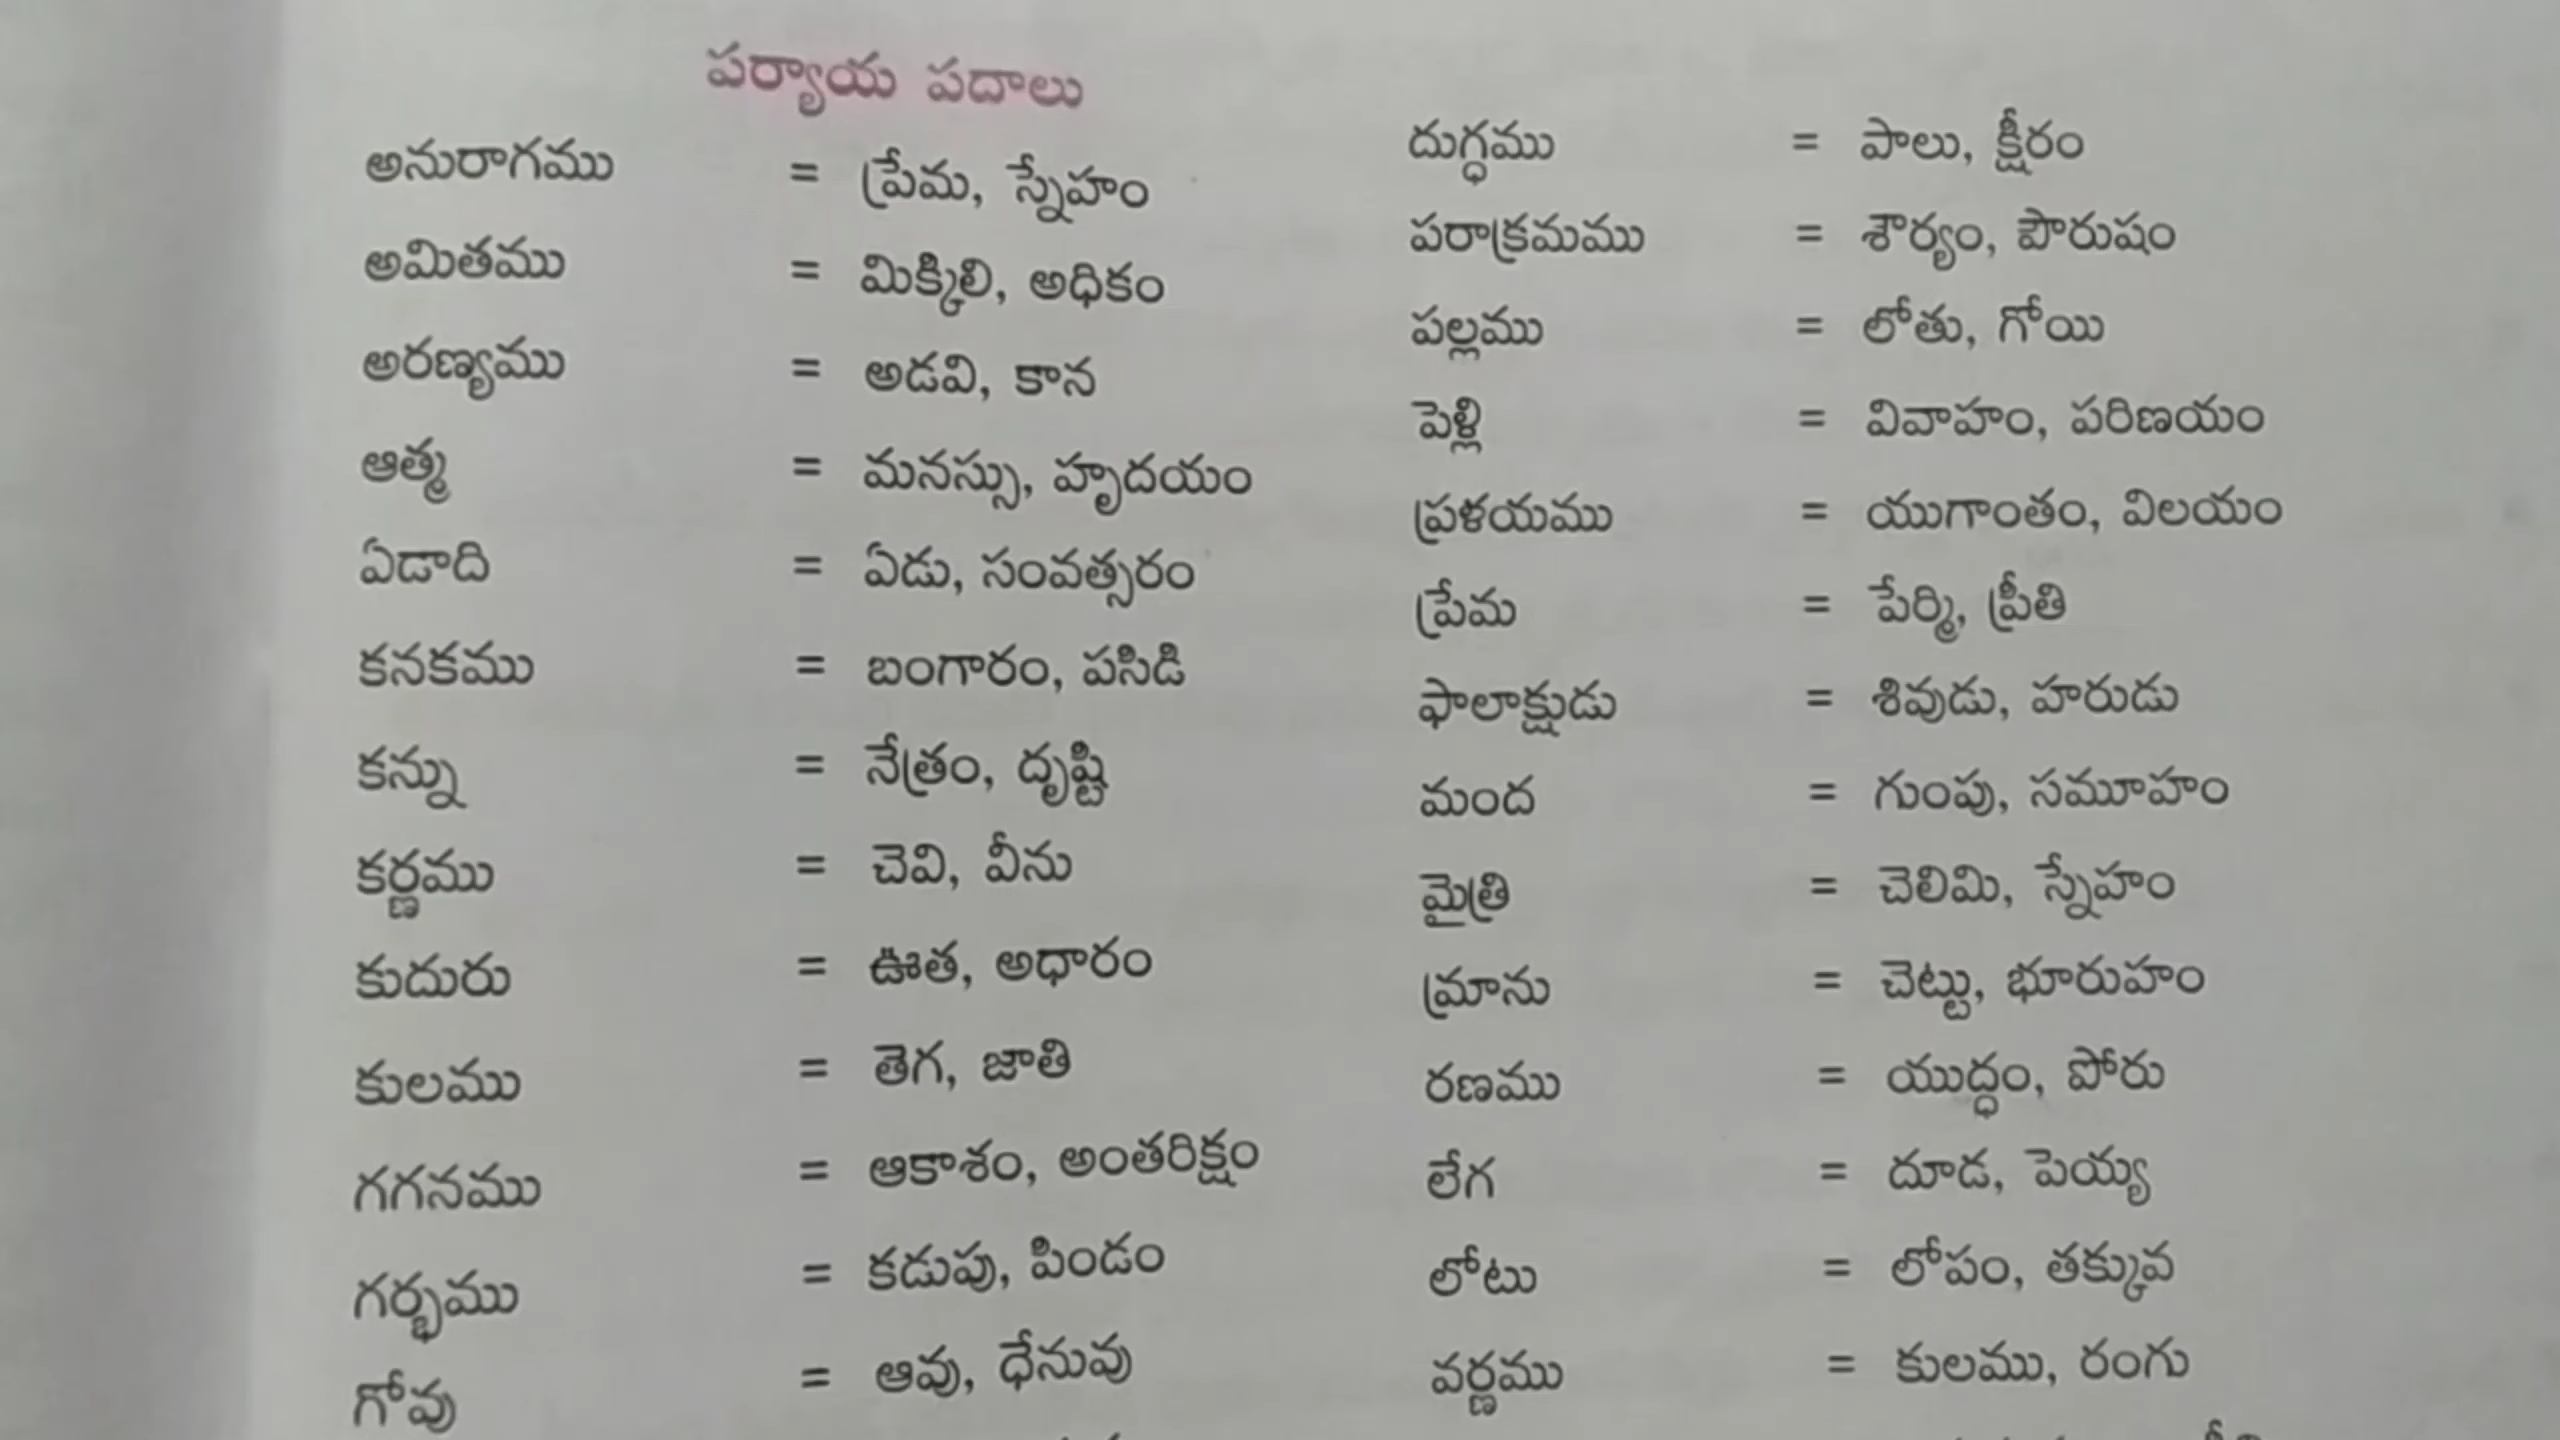 పర్యాయ పదాలు
అనురాగము = ప్రేమ, స్నేహం
అమితము = మిక్కిలి, అధికం
అరణ్యము = అడవి, కాన
ఆత్మ = మనస్సు, హృదయం
ఏడాది = ఏడు, సంవత్సరం
కనకము = బంగారం, పసిడి
కన్ను = నేత్రం, దృష్టి
కర్ణము = చెవి, వీను
కుదురు = ఊత, అధారం
కులము = తెగ, జాతి
గగనము = ఆకాశం, అంతరిక్షం
గర్భము = కడుపు, పిండం
గోవు = ఆవు, ధేనువు
దుగ్ధము = పాలు, క్షీరం
పరాక్రమము = శౌర్యం, పౌరుషం
పల్లము = లోతు, గోయి
పెళ్లి = వివాహం, పరిణయం
ప్రళయము = యుగాంతం, విలయం
ప్రేమ = పేర్మి, ప్రీతి
ఫాలాక్షుడు = శివుడు, హరుడు
మంద = గుంపు, సమూహం
మైత్రి = చెలిమి, స్నేహం
మ్రాను = చెట్టు, భూరుహం
రణము = యుద్ధం, పోరు
లేగ = దూడ, పెయ్య
లోటు = లోపం, తక్కువ
వర్ణము = కులము, రంగు